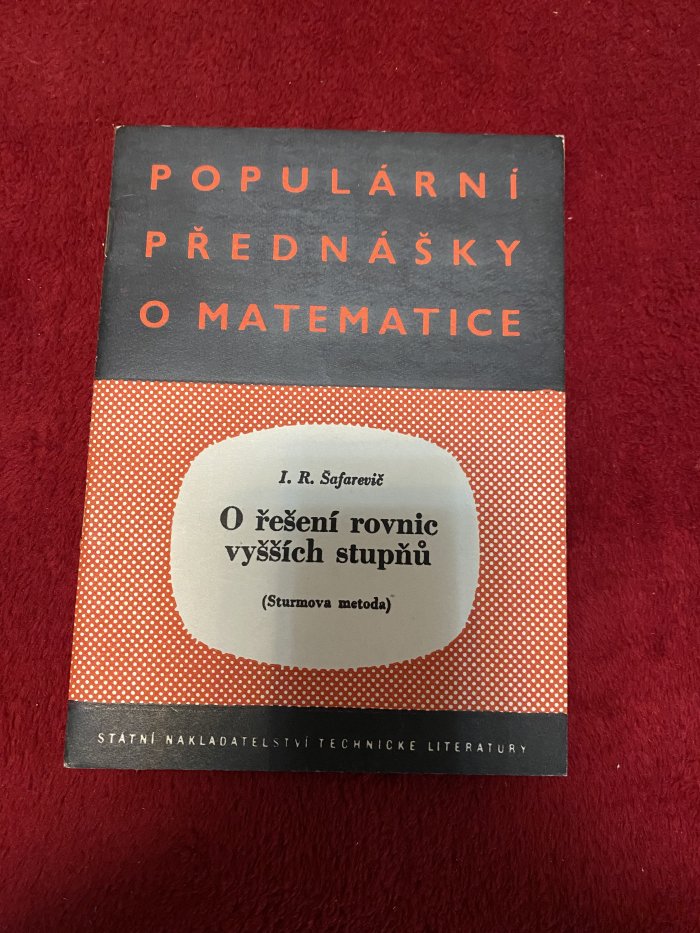 POPULÁRNÍ
PŘEDNÁŠKY
O MATEMATICE
I. R. Šafarevič
O řešení rovnic
vyšších stupňů
(Sturmova metoda)
STÁTNÍ NAKLADATELSTVÍ TECHNICKÉ LITERATURY